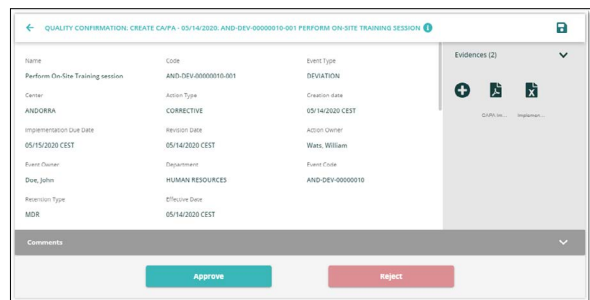 QUALITY CONFIRMATION. CREATE CA/PA - 05/14/2020. AND-DEV-00000010-001 PERFORM ON-SITE TRAINING SESSION
Name Code Event Type
Perform On-Site Training session AND-DEV-00000010-001 DEVIATION
Center Action Type Creation date
ANDORRA CORRECTIVE 05/14/2020 CEST
Implementation Due Date Revision Date Action Owner
05/15/2020 CEST 05/14/2020 CEST Wats, William
Event Owner Department Event Code
Doe, John HUMAN RESOURCES AND-DEV-00000010
Retension Type Effective Date
MDR 05/14/2020 CEST
Evidences (2)
CAPA Im... Implemen...
Comments
Approve Reject